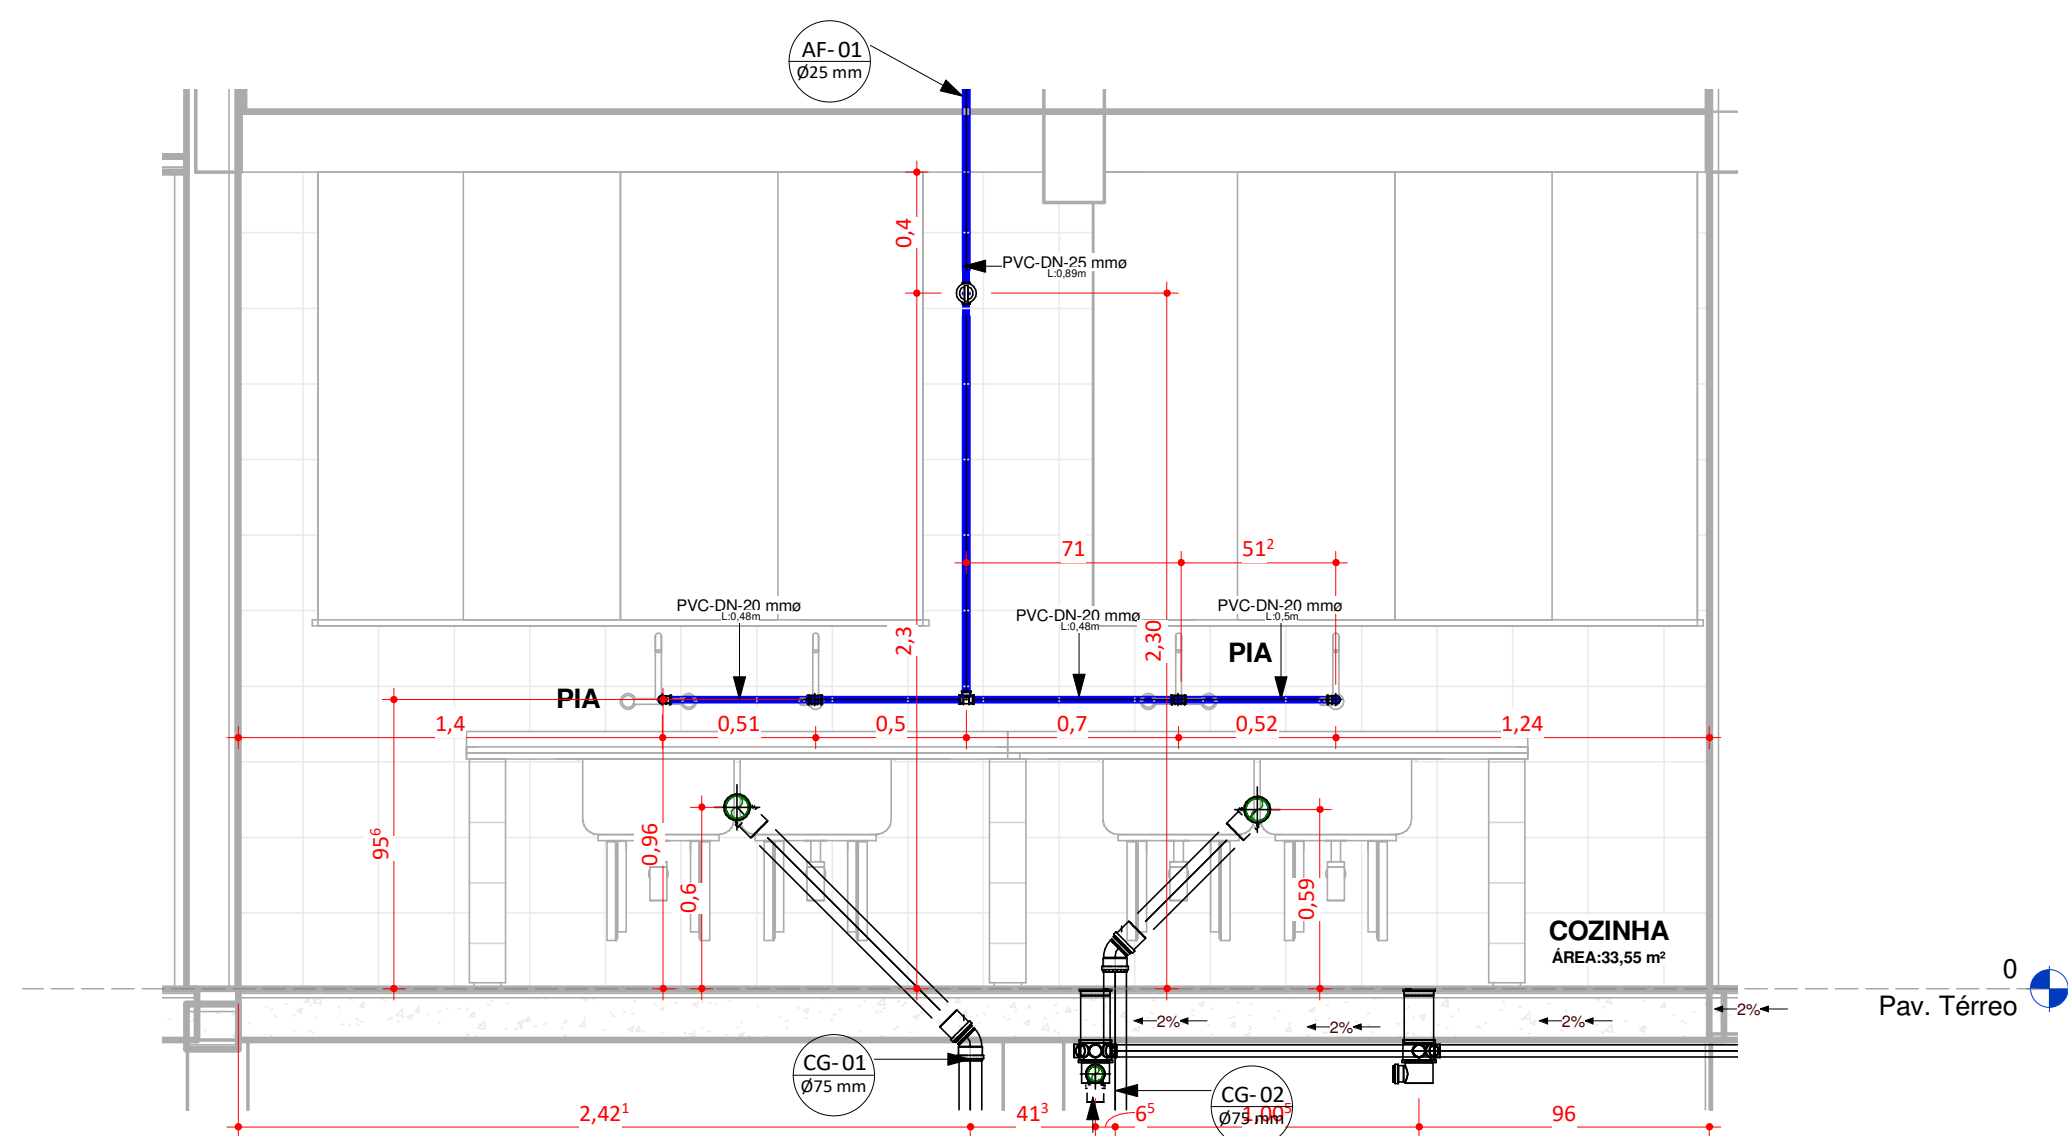 AF-01
Ø25 mm
0,4
PVC-DN-25 mmø
L:0,89m
71
51²
PVC-DN-20 mmø
L:0,48m
PVC-DN-20 mmø
L:0,48m
PVC-DN-20 mmø
L:0,5m
2,3
2,30
PIA
PIA
1,4
0,51
0,5
0,7
0,52
1,24
95⁶
0,96
0,6
0,59
COZINHA
ÁREA:33,55 m²
0
Pav. Térreo
2%
2%
2%
2%
CG-01
Ø75 mm
CG-02
Ø75 mm
2,42¹
41³
6⁵
1,00⁵
96